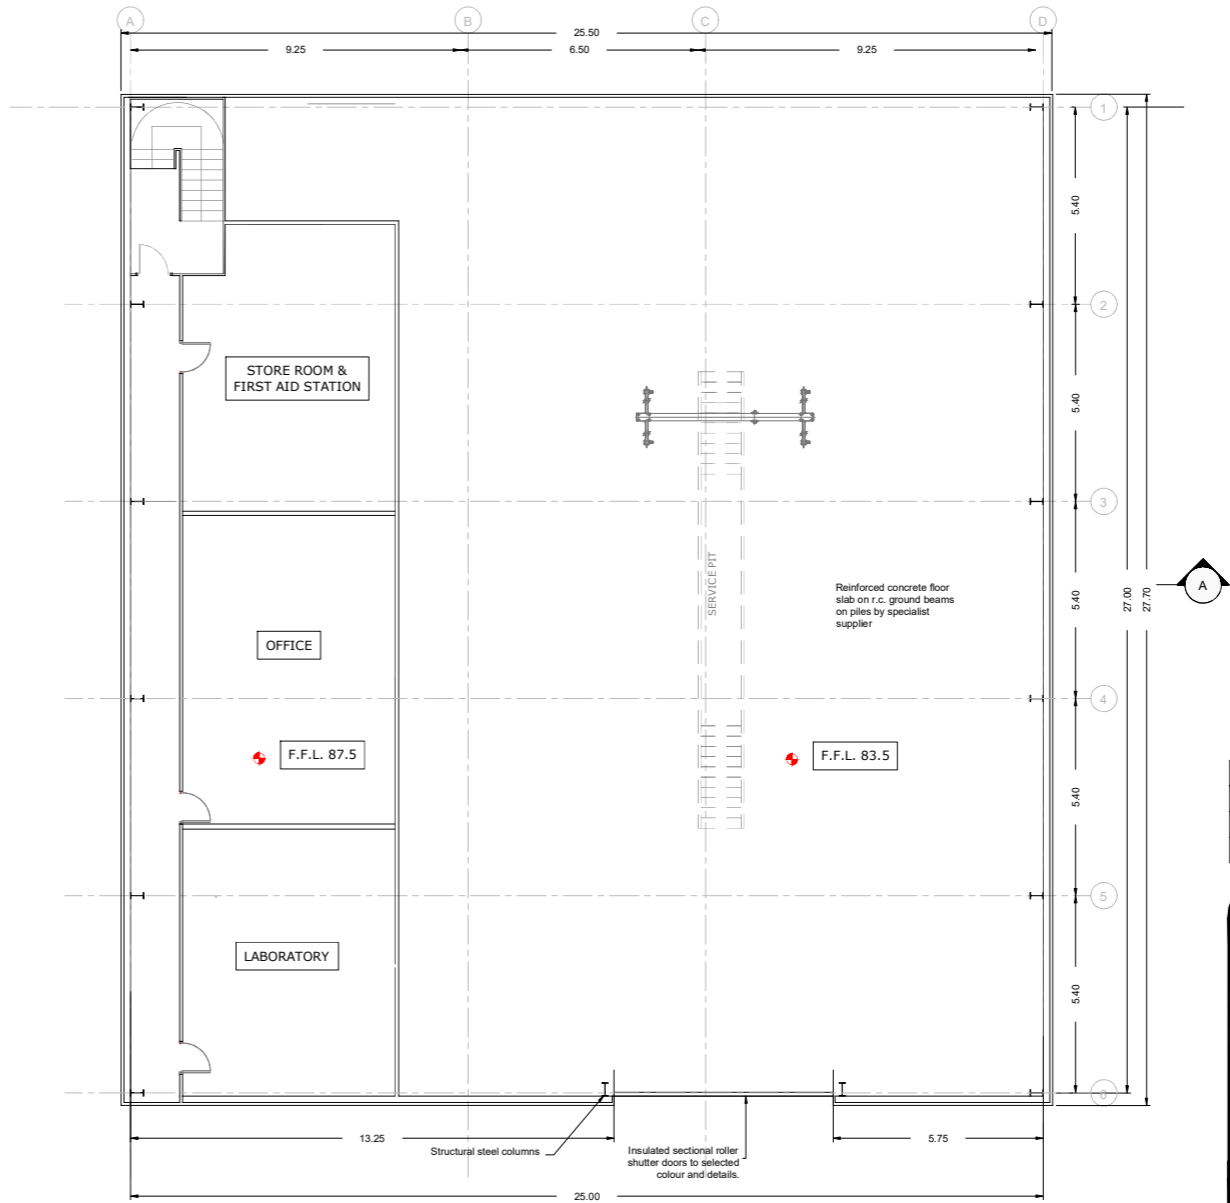 A
B
C
D
25.50
9.25
6.50
9.25
1
5.40
2
STORE ROOM &
FIRST AID STATION
5.40
3
SERVICE PIT
Reinforced concrete floor
slab on r.c. ground beams
on piles by specialist
supplier
5.40
27.00
27.70
A
OFFICE
4
F.F.L. 87.5
F.F.L. 83.5
5.40
5
LABORATORY
5.40
6
13.25
Structural steel columns
Insulated sectional roller
shutter doors to selected
colour and details.
5.75
25.00